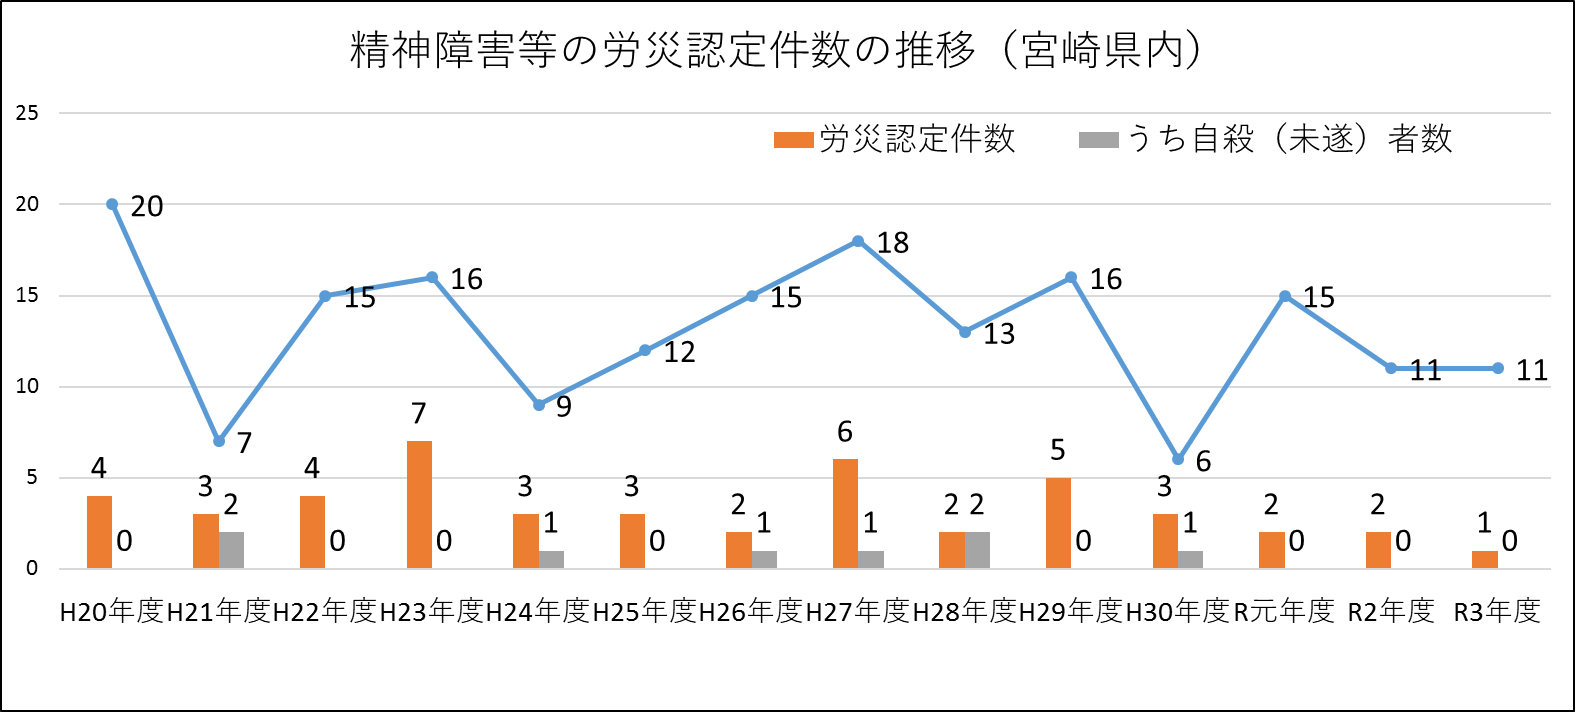 精神障害等の労災認定件数の推移（宮崎県内）
25
労災認定件数 うち自殺（未遂）者数
20
15
10
5
0
20 7 15 16 9 12 15 18 13 16 6 15 11 11
4 3 4 7 3 3 2 6 2 5 3 2 2 1
0 2 0 0 1 0 1 1 2 0 1 0 0 0
H20年度 H21年度 H22年度 H23年度 H24年度 H25年度 H26年度 H27年度 H28年度 H29年度 H30年度 R元年度 R2年度 R3年度